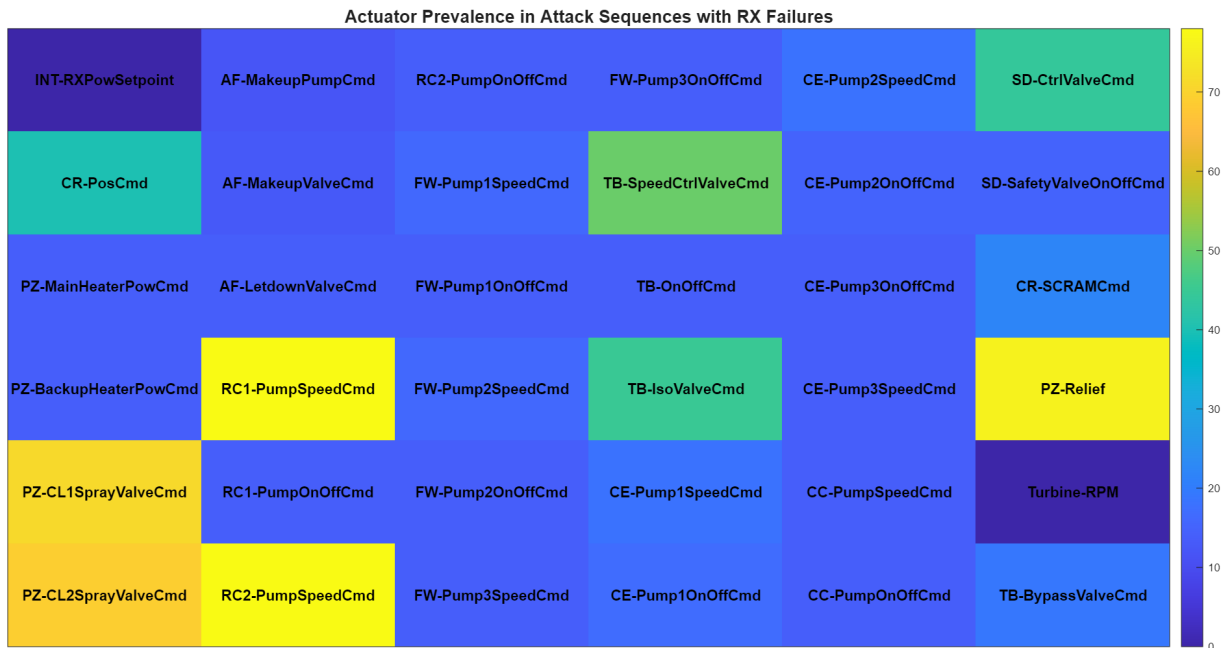 Actuator Prevalence in Attack Sequences with RX Failures
INT-RXPowSetpoint AF-MakeupPumpCmd RC2-PumpOnOffCmd FW-Pump3OnOffCmd CE-Pump2SpeedCmd SD-CtrlValveCmd
CR-PosCmd AF-MakeupValveCmd FW-Pump1SpeedCmd TB-SpeedCtrlValveCmd CE-Pump2OnOffCmd SD-SafetyValveOnOffCmd
PZ-MainHeaterPowCmd AF-LetdownValveCmd FW-Pump1OnOffCmd TB-OnOffCmd CE-Pump3OnOffCmd CR-SCRAMCmd
PZ-BackupHeaterPowCmd RC1-PumpSpeedCmd FW-Pump2SpeedCmd TB-IsoValveCmd CE-Pump3SpeedCmd PZ-Relief
PZ-CL1SprayValveCmd RC1-PumpOnOffCmd FW-Pump2OnOffCmd CE-Pump1SpeedCmd CC-PumpSpeedCmd Turbine-RPM
PZ-CL2SprayValveCmd RC2-PumpSpeedCmd FW-Pump3SpeedCmd CE-Pump1OnOffCmd CC-PumpOnOffCmd TB-BypassValveCmd
70
60
50
40
30
20
10
0